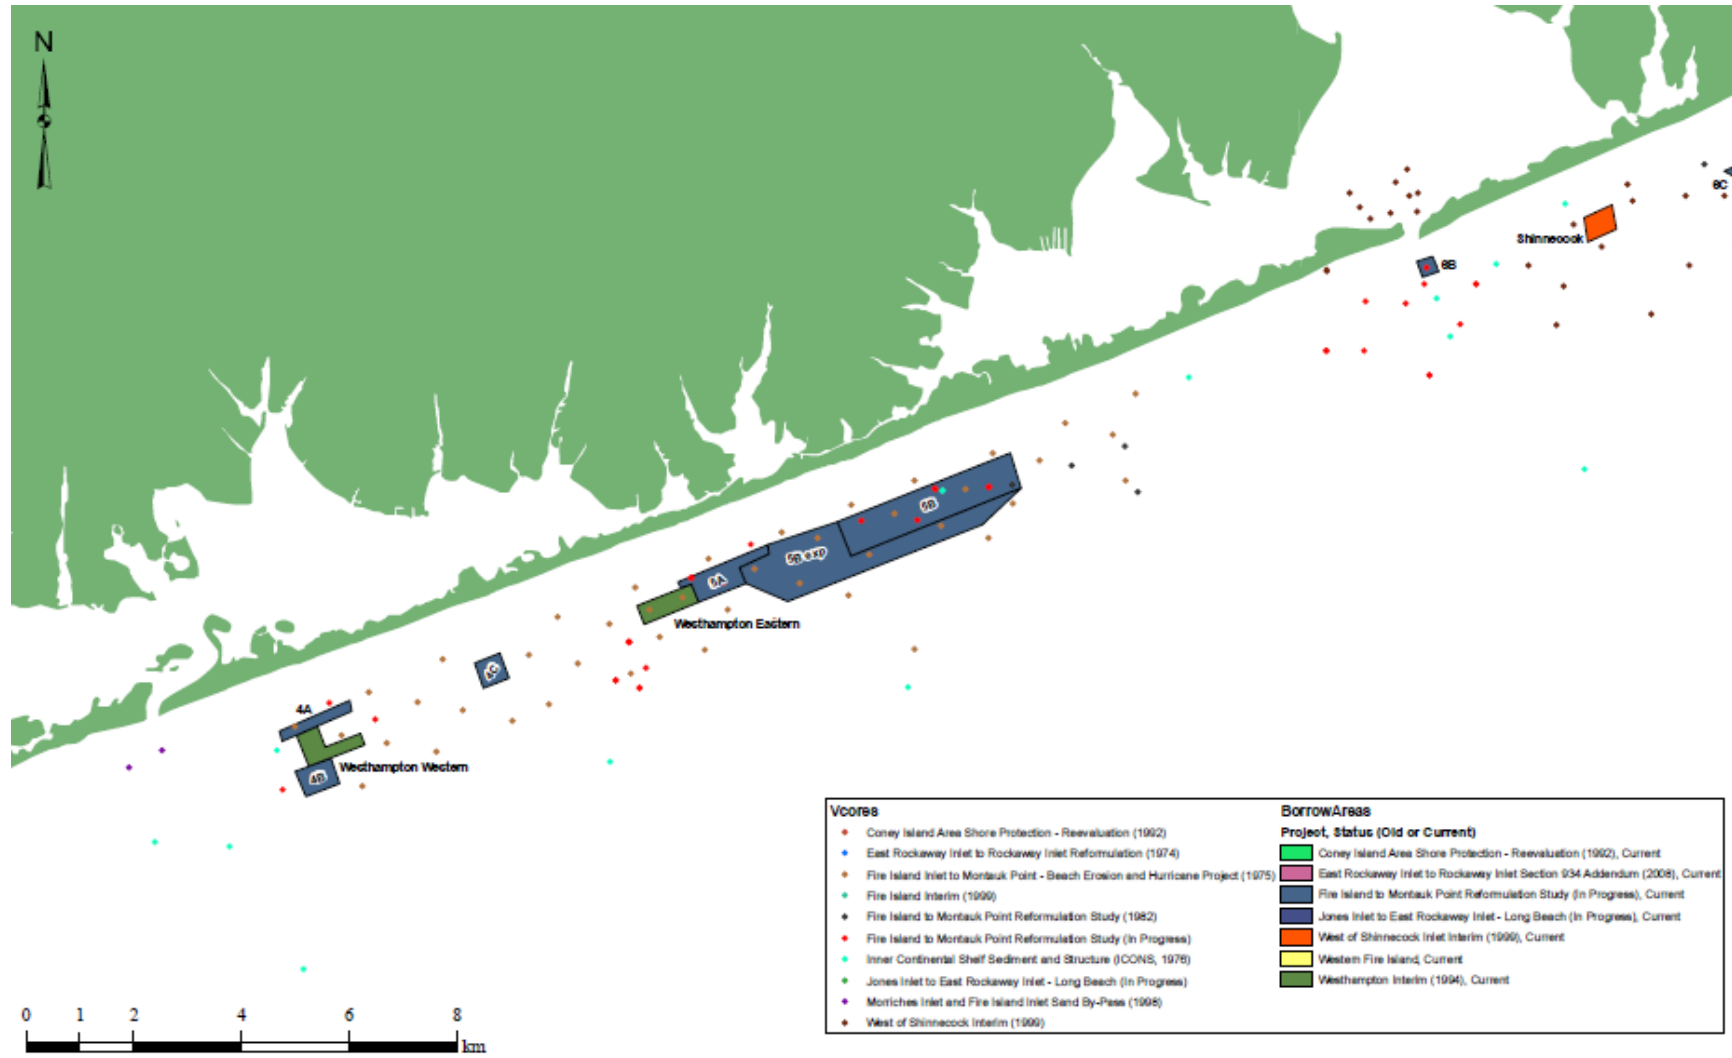 N
8C
Shinnecock
6B
5B
5B exp
5A
Westhampton Eastern
4C
4A
Westhampton Western
4B
Vcores
Coney Island Area Shore Protection - Reevaluation (1992)
East Rockaway Inlet to Rockaway Inlet Reformulation (1974)
Fire Island Inlet to Montauk Point - Beach Erosion and Hurricane Project (1975)
Fire Island Interim (1999)
Fire Island to Montauk Point Reformulation Study (1982)
Fire Island to Montauk Point Reformulation Study (In Progress)
Inner Continental Shelf Sediment and Structure (ICONS, 1976)
Jones Inlet to East Rockaway Inlet - Long Beach (In Progress)
Morriches Inlet and Fire Island Inlet Sand By-Pass (1998)
West of Shinnecock Interim (1999)
BorrowAreas
Project, Status (Old or Current)
Coney Island Area Shore Protection - Reevaluation (1992), Current
East Rockaway Inlet to Rockaway Inlet Section 934 Addendum (2008), Current
Fire Island to Montauk Point Reformulation Study (In Progress), Current
Jones Inlet to East Rockaway Inlet - Long Beach (In Progress), Current
West of Shinnecock Inlet Interim (1999), Current
Western Fire Island, Current
Westhampton Interim (1994), Current
0 1 2 4 6 8
km